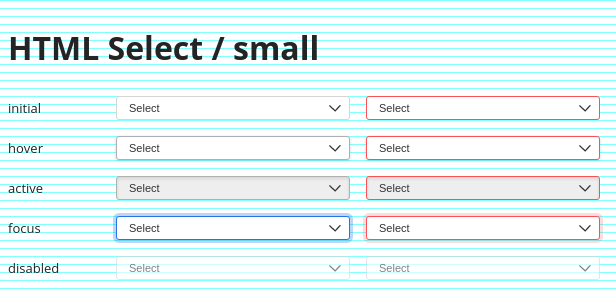 HTML Select / small
initial Select Select
hover Select Select
active Select Select
focus Select Select
disabled Select Select